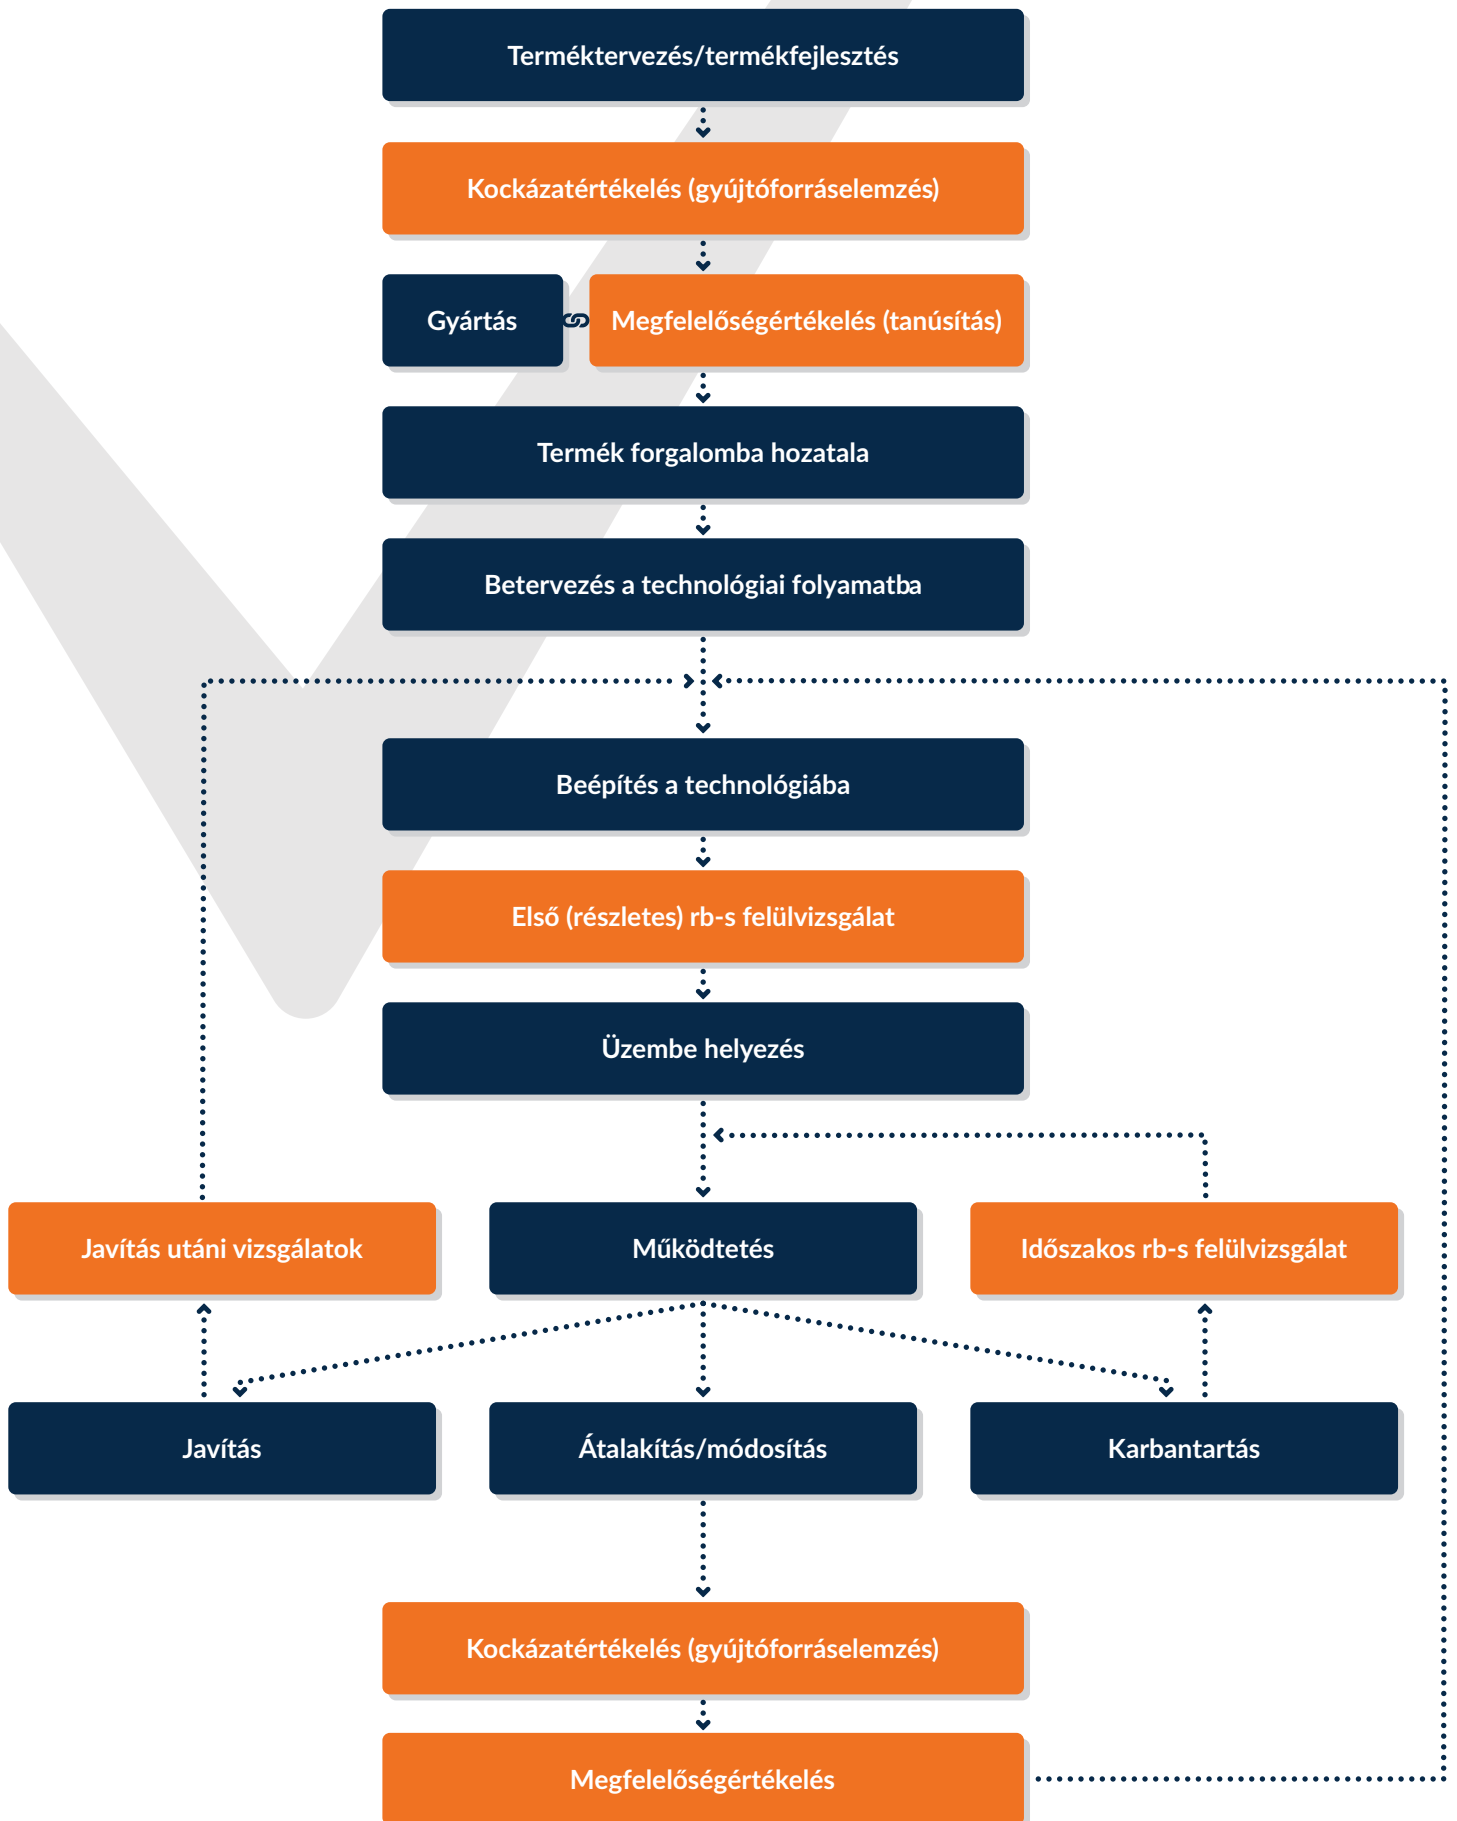 Terméktervezés/termékfejlesztés
Kockázatértékelés (gyújtóforráselemzés)
Gyártás
Megfelelőségértékelés (tanúsítás)
Termék forgalomba hozatala
Betervezés a technológiai folyamatba
Beépítés a technológiába
Első (részletes) rb-s felülvizsgálat
Üzembe helyezés
Javítás utáni vizsgálatok
Működtetés
Időszakos rb-s felülvizsgálat
Javítás
Átalakítás/módosítás
Karbantartás
Kockázatértékelés (gyújtóforráselemzés)
Megfelelőségértékelés